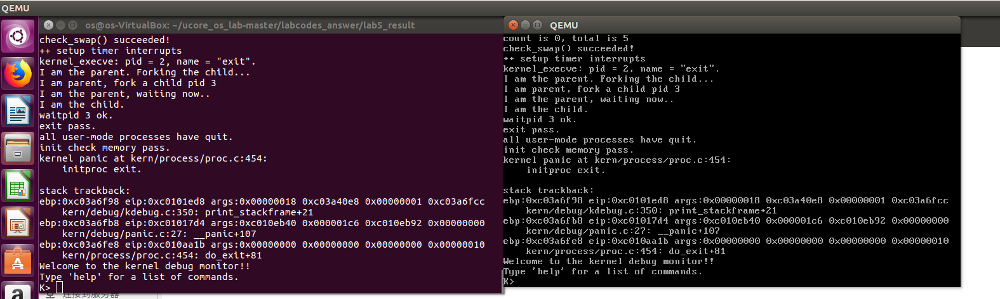 QEMU
os@os-VirtualBox: ~/ucore_os_lab-master/labcodes_answer/lab5_result
check_swap() succeeded!
++ setup timer interrupts
kernel_execve: pid = 2, name = "exit".
I am the parent. Forking the child...
I am parent, fork a child pid 3
I am the parent, waiting now..
I am the child.
waitpid 3 ok.
exit pass.
all user-mode processes have quit.
init check memory pass.
kernel panic at kern/process/proc.c:454:
    initproc exit.
stack trackback:
ebp:0xc03a6f98 eip:0xc0101ed8 args:0x00000018 0xc03a40e8 0x00000001 0xc03a6fcc
    kern/debug/kdebug.c:350: print_stackframe+21
ebp:0xc03a6fb8 eip:0xc01017d4 args:0xc010eb40 0x000001c6 0xc010eb92 0x00000000
    kern/debug/panic.c:27: __panic+107
ebp:0xc03a6fe8 eip:0xc010aa1b args:0x00000000 0x00000000 0x00000000 0x00000010
    kern/process/proc.c:454: do_exit+81
Welcome to the kernel debug monitor!!
Type 'help' for a list of commands.
K>
连接到服务器
QEMU
count is 0, total is 5
check_swap() succeeded!
++ setup timer interrupts
kernel_execve: pid = 2, name = "exit".
I am the parent. Forking the child...
I am parent, fork a child pid 3
I am the parent, waiting now..
I am the child.
waitpid 3 ok.
exit pass.
all user-mode processes have quit.
init check memory pass.
kernel panic at kern/process/proc.c:454:
    initproc exit.
stack trackback:
ebp:0xc03a6f98 eip:0xc0101ed8 args:0x00000018 0xc03a40e8 0x00000001 0xc03a6fcc
    kern/debug/kdebug.c:350: print_stackframe+21
ebp:0xc03a6fb8 eip:0xc01017d4 args:0xc010eb40 0x000001c6 0xc010eb92 0x00000000
    kern/debug/panic.c:27: __panic+107
ebp:0xc03a6fe8 eip:0xc010aa1b args:0x00000000 0x00000000 0x00000000 0x00000010
    kern/process/proc.c:454: do_exit+81
Welcome to the kernel debug monitor!!
Type 'help' for a list of commands.
K>